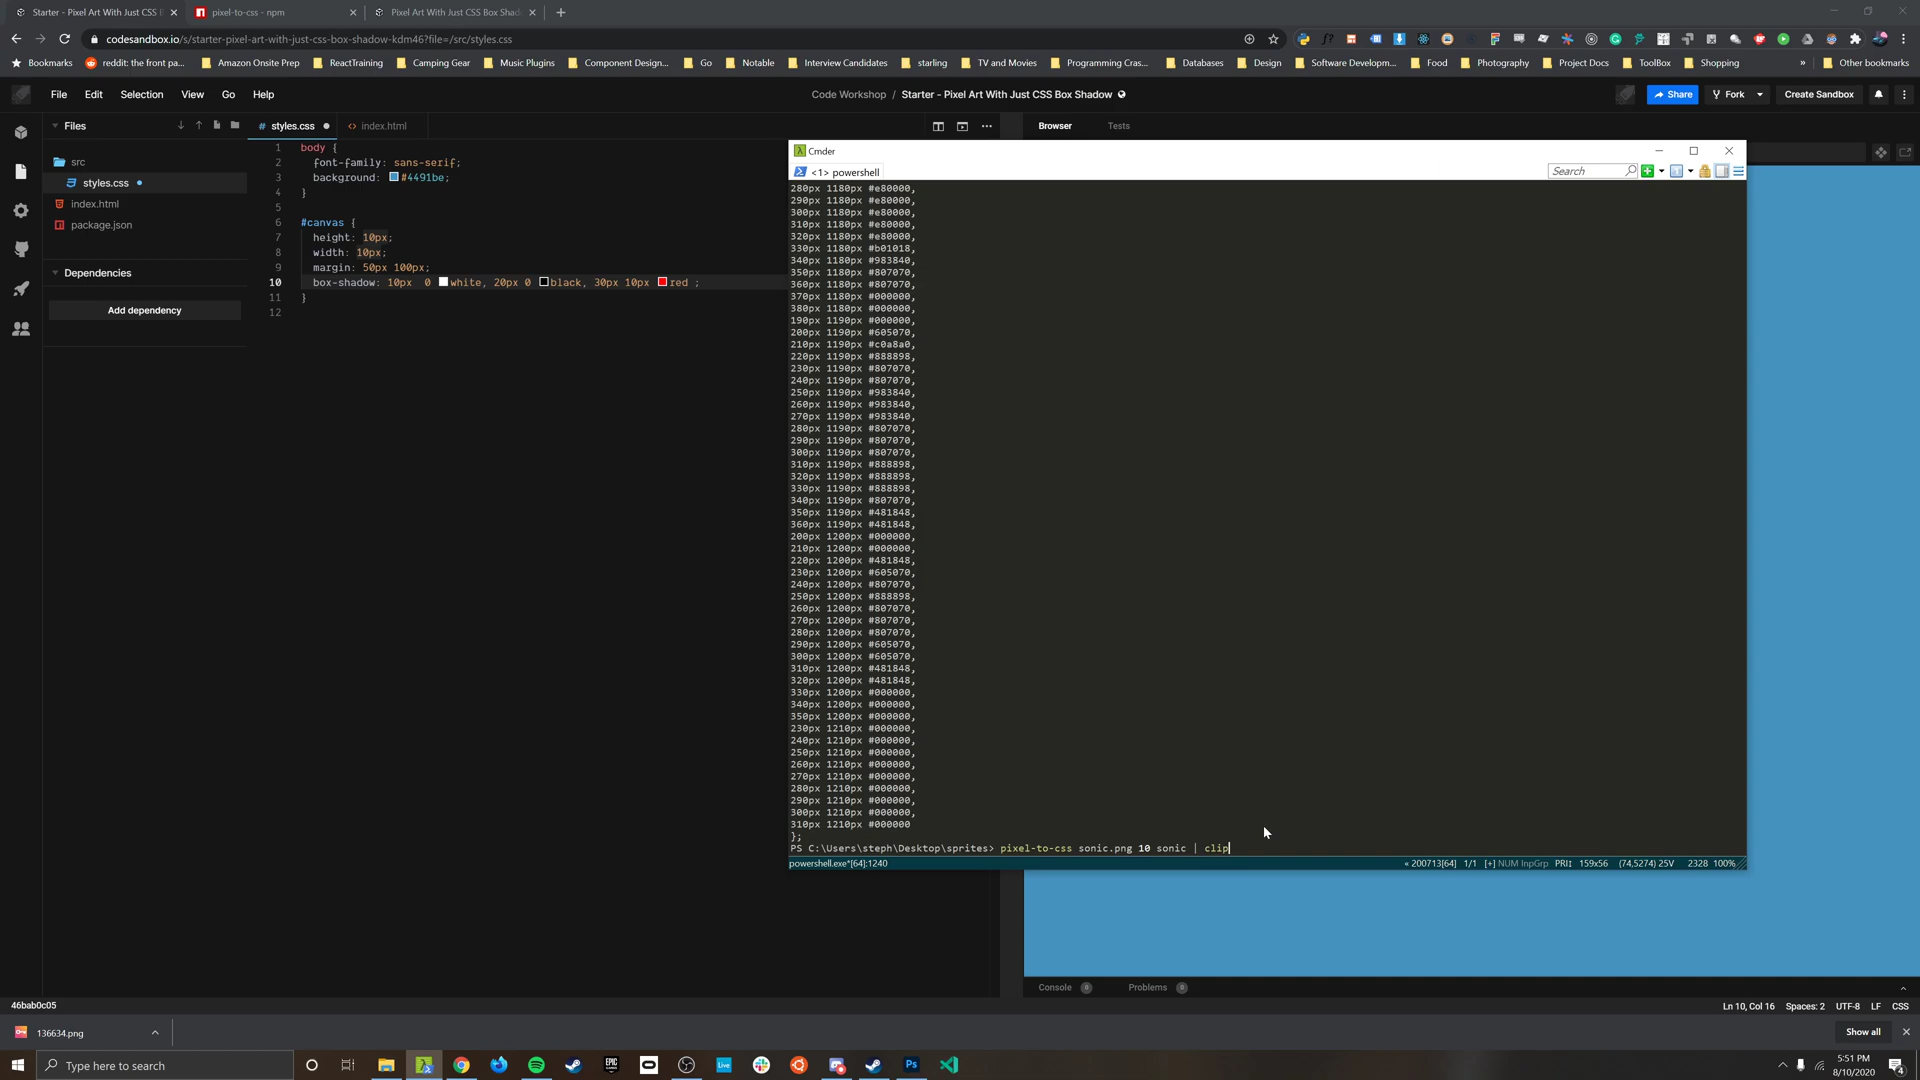 Starter - Pixel Art With Just CSS B
pixel-to-css - npm
Pixel Art With Just CSS Box Shad
codesandbox.io/s/starter-pixel-art-with-just-css-box-shadow-kdm46?file=/src/styles.css
Bookmarks
reddit: the front pa...
Amazon Onsite Prep
ReactTraining
Camping Gear
Music Plugins
Component Design...
Go
Notable
Interview Candidates
starling
TV and Movies
Programming Cras...
Databases
Design
Software Developm...
Food
Photography
Project Docs
ToolBox
Shopping
»
Other bookmarks
File Edit Selection View Go Help
Code Workshop / Starter - Pixel Art With Just CSS Box Shadow
Share
Fork
Create Sandbox
Files
src
styles.css
index.html
package.json
Dependencies
Add dependency
# styles.css
<> index.html
1 body {
2 font-family: sans-serif;
3 background: #4491be;
4 }
5
6 #canvas {
7 height: 10px;
8 width: 10px;
9 margin: 50px 100px;
10 box-shadow: 10px 0 white, 20px 0 black, 30px 10px red ;
11 }
12
Browser
Tests
Cmder
<1> powershell
Search
280px 1180px #e80000,
290px 1180px #e80000,
300px 1180px #e80000,
310px 1180px #e80000,
320px 1180px #e80000,
330px 1180px #b01018,
340px 1180px #983840,
350px 1180px #807070,
360px 1180px #807070,
370px 1180px #000000,
380px 1180px #000000,
190px 1190px #000000,
200px 1190px #605070,
210px 1190px #c0a8a0,
220px 1190px #888898,
230px 1190px #807070,
240px 1190px #807070,
250px 1190px #983840,
260px 1190px #983840,
270px 1190px #983840,
280px 1190px #807070,
290px 1190px #807070,
300px 1190px #807070,
310px 1190px #888898,
320px 1190px #888898,
330px 1190px #888898,
340px 1190px #807070,
350px 1190px #481848,
360px 1190px #481848,
200px 1200px #000000,
210px 1200px #000000,
220px 1200px #481848,
230px 1200px #605070,
240px 1200px #807070,
250px 1200px #888898,
260px 1200px #807070,
270px 1200px #807070,
280px 1200px #807070,
290px 1200px #605070,
300px 1200px #605070,
310px 1200px #481848,
320px 1200px #481848,
330px 1200px #000000,
340px 1200px #000000,
350px 1200px #000000,
230px 1210px #000000,
240px 1210px #000000,
250px 1210px #000000,
260px 1210px #000000,
270px 1210px #000000,
280px 1210px #000000,
290px 1210px #000000,
300px 1210px #000000,
310px 1210px #000000
};
PS C:\Users\steph\Desktop\sprites> pixel-to-css sonic.png 10 sonic | clip
powershell.exe*[64]:1240
« 200713[64] 1/1 [+] NUM InpGrp PRI↕ 159x56 (74,5274) 25V 2328 100%
Console 0
Problems 0
46bab0c05
Ln 10, Col 16 Spaces: 2 UTF-8 LF CSS
136634.png
Show all
Type here to search
5:51 PM
8/10/2020